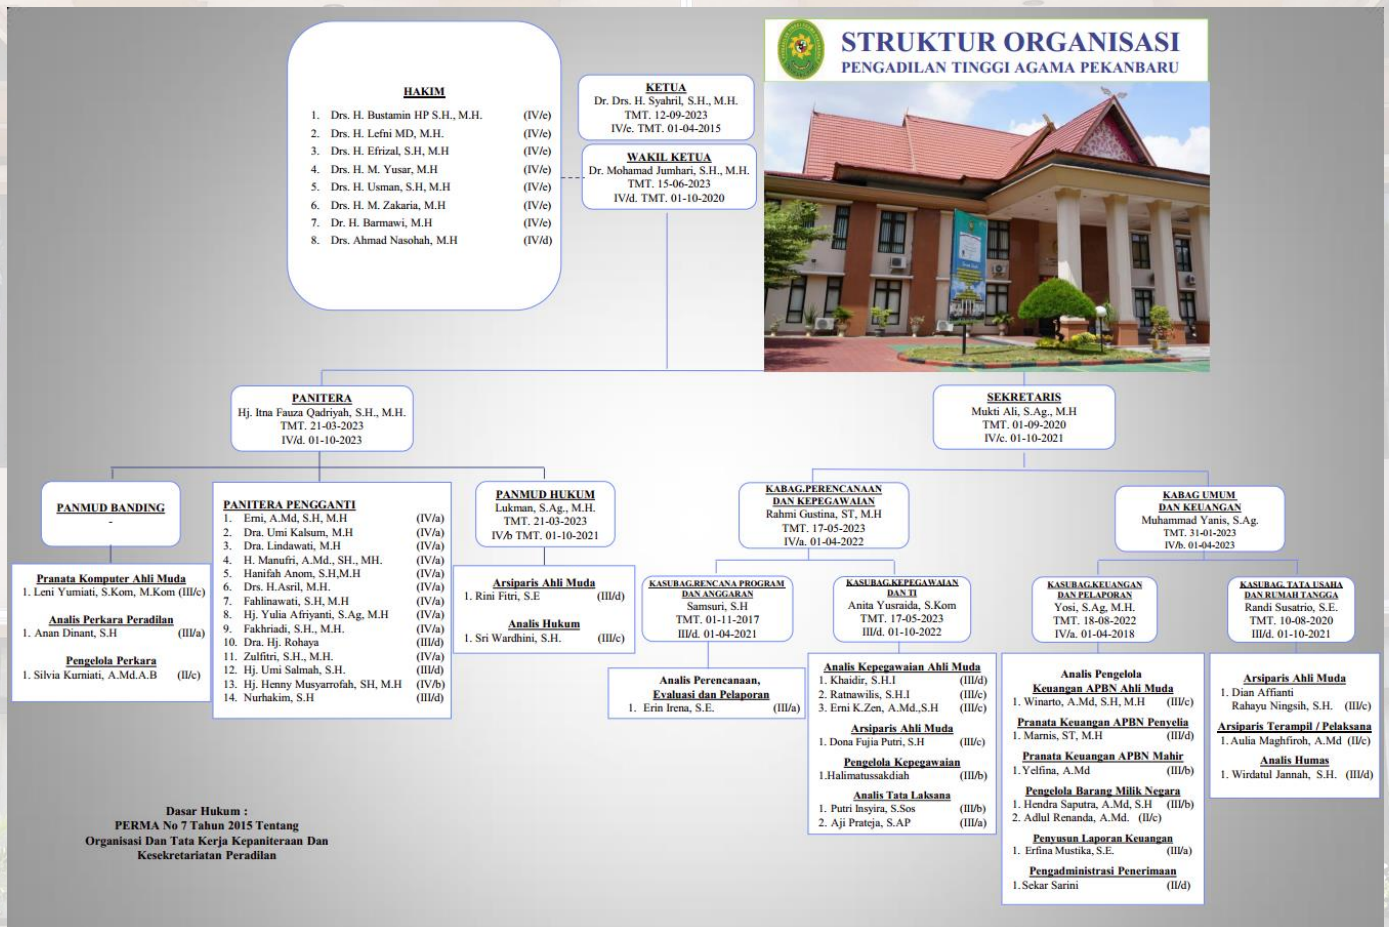 STRUKTUR ORGANISASI
PENGADILAN TINGGI AGAMA PEKANBARU
HAKIM
1. Drs. H. Bustamin HP S.H., M.H. (IV/e)
2. Drs. H. Lefni MD, M.H. (IV/e)
3. Drs. H. Efrizal, S.H, M.H (IV/e)
4. Drs. H. M. Yusar, M.H (IV/e)
5. Drs. H. Usman, S.H, M.H (IV/e)
6. Drs. H. M. Zakaria, M.H (IV/e)
7. Dr. H. Barmawi, M.H (IV/e)
8. Drs. Ahmad Nasohah, M.H (IV/d)
KETUA
Dr. Drs. H. Syahril, S.H., M.H.
TMT. 12-09-2023
IV/e. TMT. 01-04-2015
WAKIL KETUA
Dr. Mohamad Jumhari, S.H., M.H.
TMT. 15-06-2023
IV/d. TMT. 01-10-2020
PANITERA
Hj. Itna Fauza Qadriyah, S.H., M.H.
TMT. 21-03-2023
IV/d. 01-10-2023
SEKRETARIS
Mukti Ali, S.Ag., M.H
TMT. 01-09-2020
IV/c. 01-10-2021
PANMUD BANDING
-
Pranata Komputer Ahli Muda
1. Leni Yumiati, S.Kom, M.Kom (III/c)
Analis Perkara Peradilan
1. Anan Dinant, S.H (III/a)
Pengelola Perkara
1. Silvia Kurniati, A.Md.A.B (II/c)
PANITERA PENGGANTI
1. Erni, A.Md, S.H, M.H (IV/a)
2. Dra. Umi Kalsum, M.H (IV/a)
3. Dra. Lindawati, M.H (IV/a)
4. H. Manufri, A.Md., SH., MH. (IV/a)
5. Hanifah Anom, S.H,M.H (IV/a)
6. Drs. H.Asril, M.H. (IV/a)
7. Fahlinawati, S.H, M.H (IV/a)
8. Hj. Yulia Afriyanti, S.Ag, M.H (IV/a)
9. Fakhriadi, S.H., M.H. (IV/a)
10. Dra. Hj. Rohaya (III/d)
11. Zulfitri, S.H., M.H. (IV/a)
12. Hj. Umi Salmah, S.H. (III/d)
13. Hj. Henny Musyarrofah, SH, M.H (IV/b)
14. Nurhakim, S.H (III/d)
PANMUD HUKUM
Lukman, S.Ag., M.H.
TMT. 21-03-2023
IV/b TMT. 01-10-2021
Arsiparis Ahli Muda
1. Rini Fitri, S.E (III/d)
Analis Hukum
1. Sri Wardhini, S.H. (III/c)
KABAG.PERENCANAAN
DAN KEPEGAWAIAN
Rahmi Gustina, ST, M.H
TMT. 17-05-2023
IV/a. 01-04-2022
KABAG UMUM
DAN KEUANGAN
Muhammad Yanis, S.Ag.
TMT. 31-01-2023
IV/b. 01-04-2023
KASUBAG.RENCANA PROGRAM
DAN ANGGARAN
Samsuri, S.H
TMT. 01-11-2017
III/d. 01-04-2021
Analis Perencanaan,
Evaluasi dan Pelaporan
1. Erin Irena, S.E. (III/a)
KASUBAG.KEPEGAWAIAN
DAN TI
Anita Yusraida, S.Kom
TMT. 17-05-2023
III/d. 01-10-2022
Analis Kepegawaian Ahli Muda
1. Khaidir, S.H.I (III/d)
2. Ratnawilis, S.H.I (III/c)
3. Erni K.Zen, A.Md.,S.H (III/c)
Arsiparis Ahli Muda
1. Dona Fujia Putri, S.H (III/c)
Pengelola Kepegawaian
1.Halimatussakdiah (III/b)
Analis Tata Laksana
1. Putri Insyira, S.Sos (III/b)
2. Aji Prateja, S.AP (III/a)
KASUBAG.KEUANGAN
DAN PELAPORAN
Yosi, S.Ag, M.H.
TMT. 18-08-2022
IV/a. 01-04-2018
Analis Pengelola
Keuangan APBN Ahli Muda
1. Winarto, A.Md, S.H, M.H (III/c)
Pranata Keuangan APBN Penyelia
1. Marnis, ST, M.H (III/d)
Pranata Keuangan APBN Mahir
1. Yelfina, A.Md (III/b)
Pengelola Barang Milik Negara
1. Hendra Saputra, A.Md, S.H (III/b)
2. Adlul Renanda, A.Md. (II/c)
Penyusun Laporan Keuangan
1. Erfina Mustika, S.E. (III/a)
Pengadministrasi Penerimaan
1. Sekar Sarini (II/d)
KASUBAG. TATA USAHA
DAN RUMAH TANGGA
Randi Susatrio, S.E.
TMT. 10-08-2020
III/d. 01-10-2021
Arsiparis Ahli Muda
1. Dian Affianti
Rahayu Ningsih, S.H. (III/c)
Arsiparis Terampil / Pelaksana
1. Aulia Maghfiroh, A.Md (II/c)
Analis Humas
1. Wirdatul Jannah, S.H. (III/d)
Dasar Hukum :
PERMA No 7 Tahun 2015 Tentang
Organisasi Dan Tata Kerja Kepaniteraan Dan
Kesekretariatan Peradilan